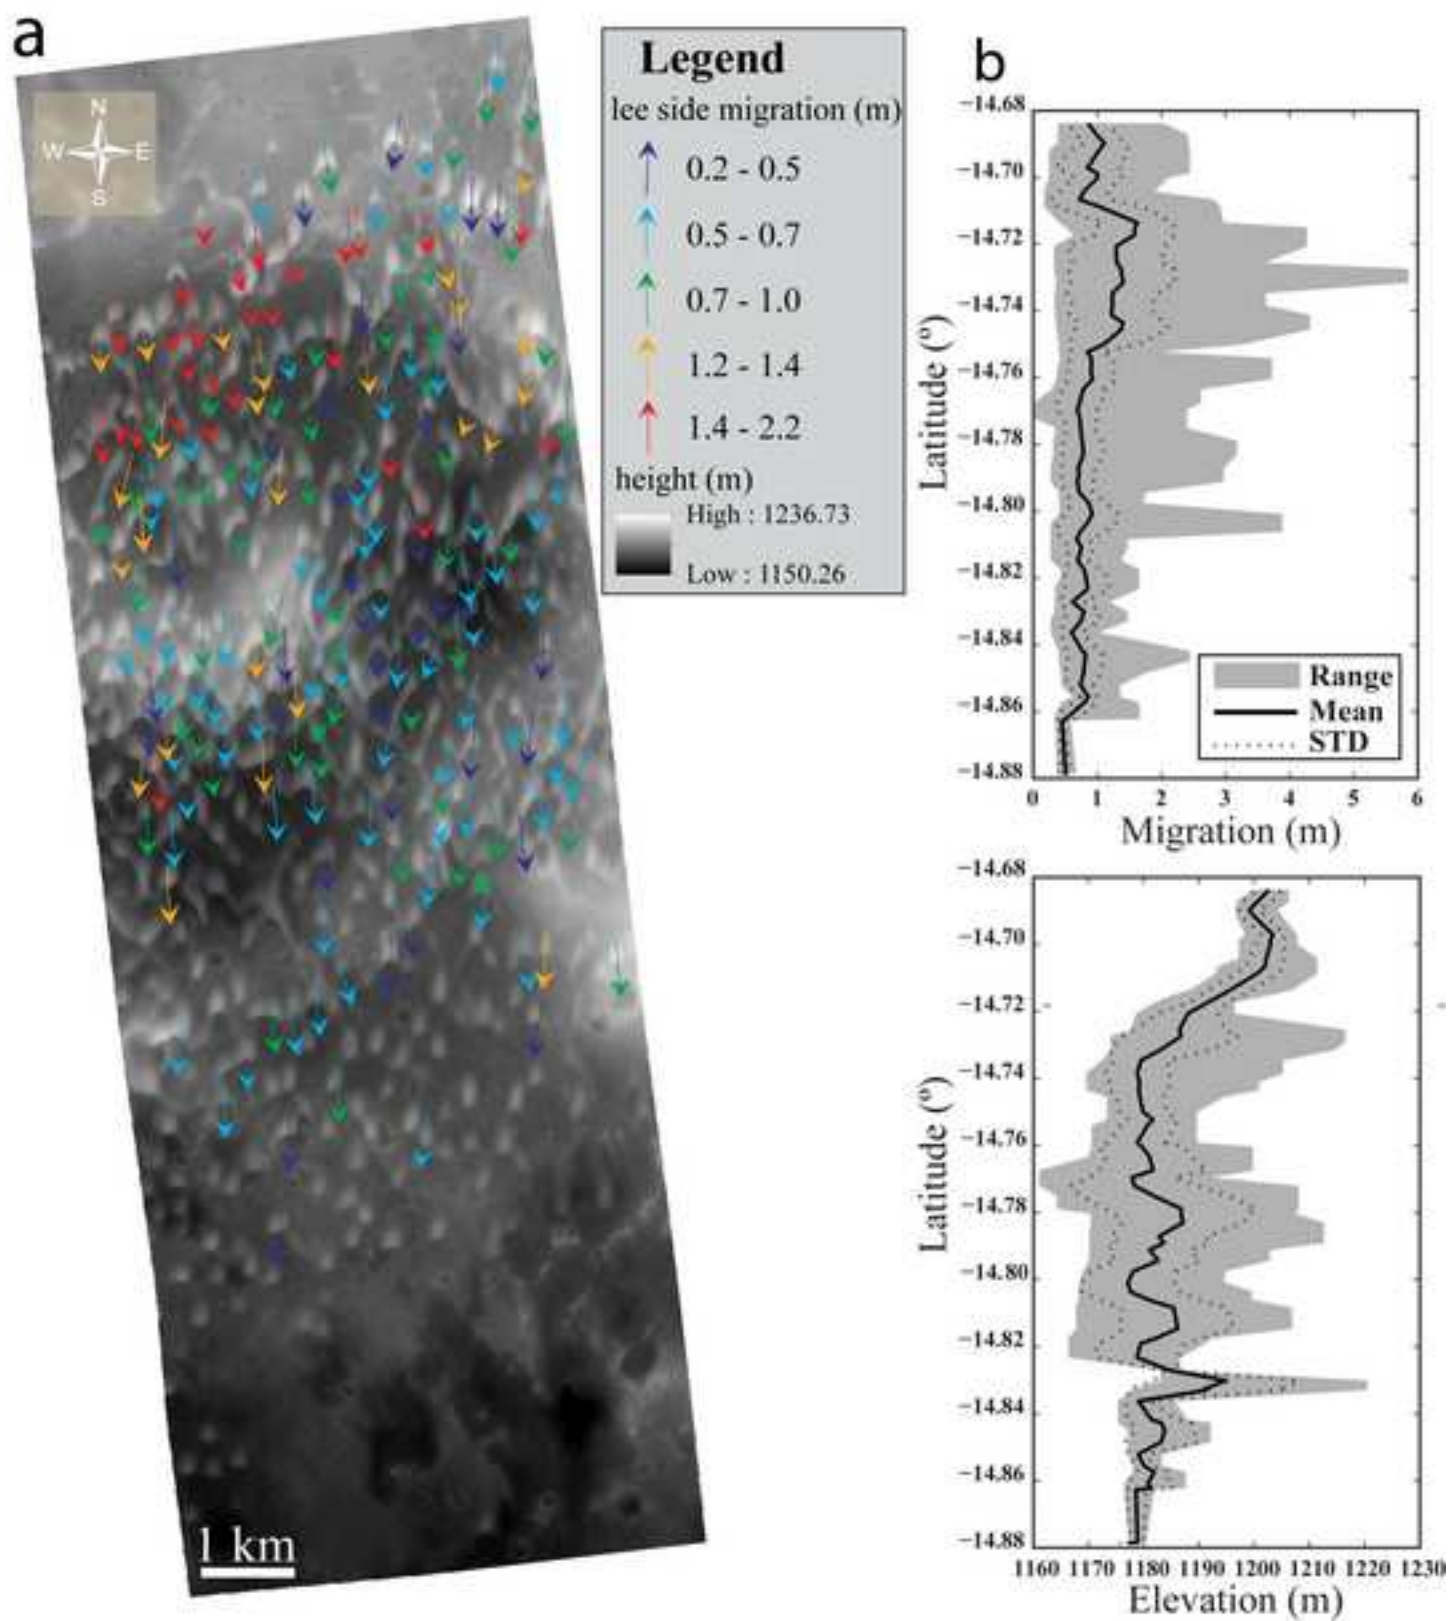 a
N
W E
S
1 km
Legend
lee side migration (m)
0.2 - 0.5
0.5 - 0.7
0.7 - 1.0
1.2 - 1.4
1.4 - 2.2
height (m)
High : 1236.73
Low : 1150.26
b
−14.68
−14.70
−14.72
−14.74
−14.76
−14.78
−14.80
−14.82
−14.84
−14.86
−14.88
Latitude (º)
Range
Mean
STD
0 1 2 3 4 5 6
Migration (m)
−14.68
−14.70
−14.72
−14.74
−14.76
−14.78
−14.80
−14.82
−14.84
−14.86
−14.88
Latitude (º)
1160 1170 1180 1190 1200 1210 1220 1230
Elevation (m)